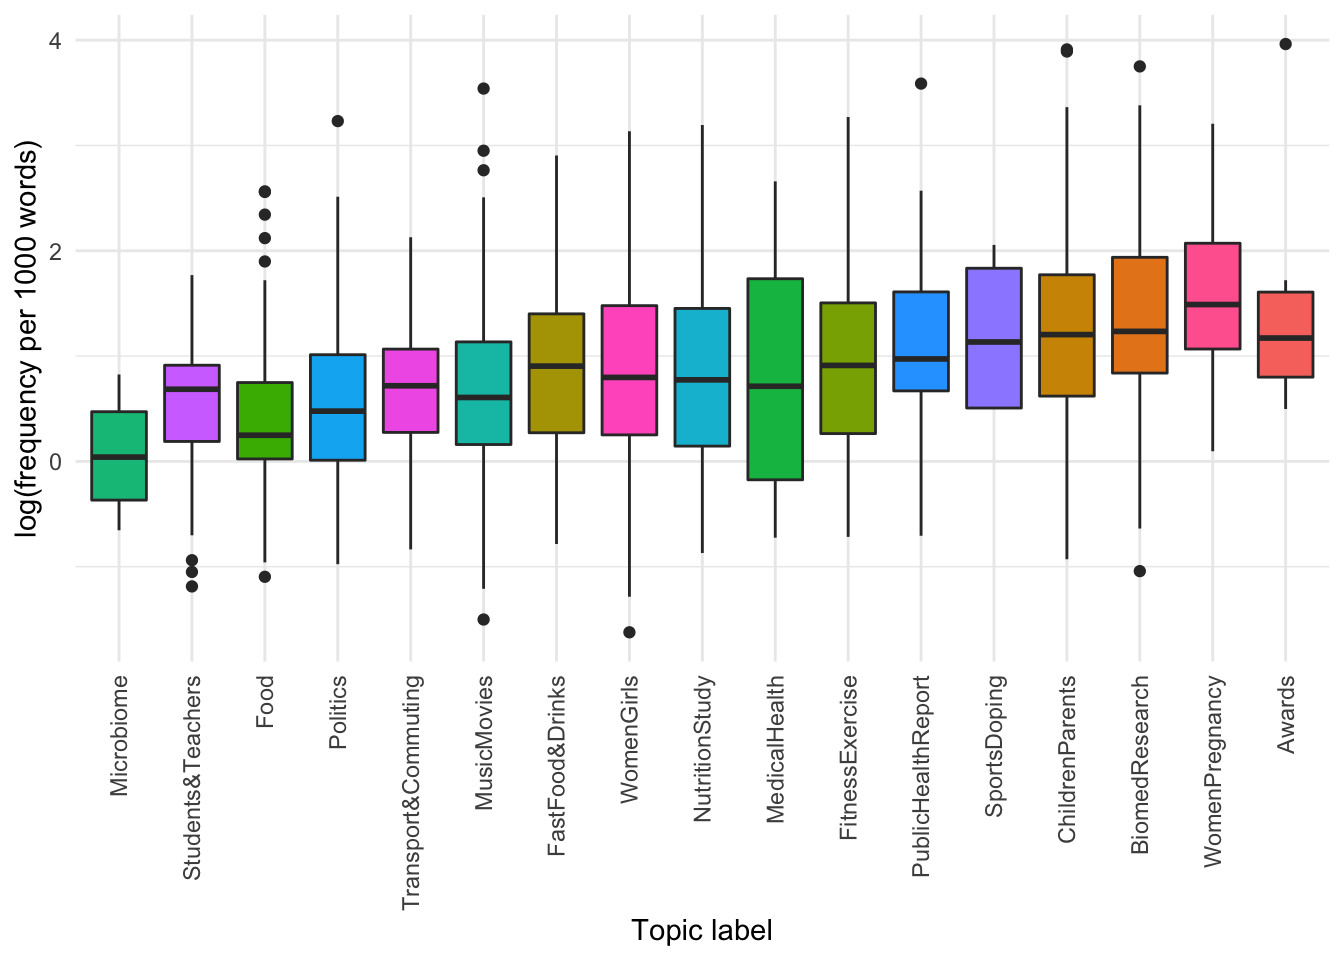 log(frequency per 1000 words)
4
2
0
Microbiome
Students&Teachers
Food
Politics
Transport&Commuting
MusicMovies
FastFood&Drinks
WomenGirls
NutritionStudy
MedicalHealth
FitnessExercise
PublicHealthReport
SportsDoping
ChildrenParents
BiomedResearch
WomenPregnancy
Awards
Topic label